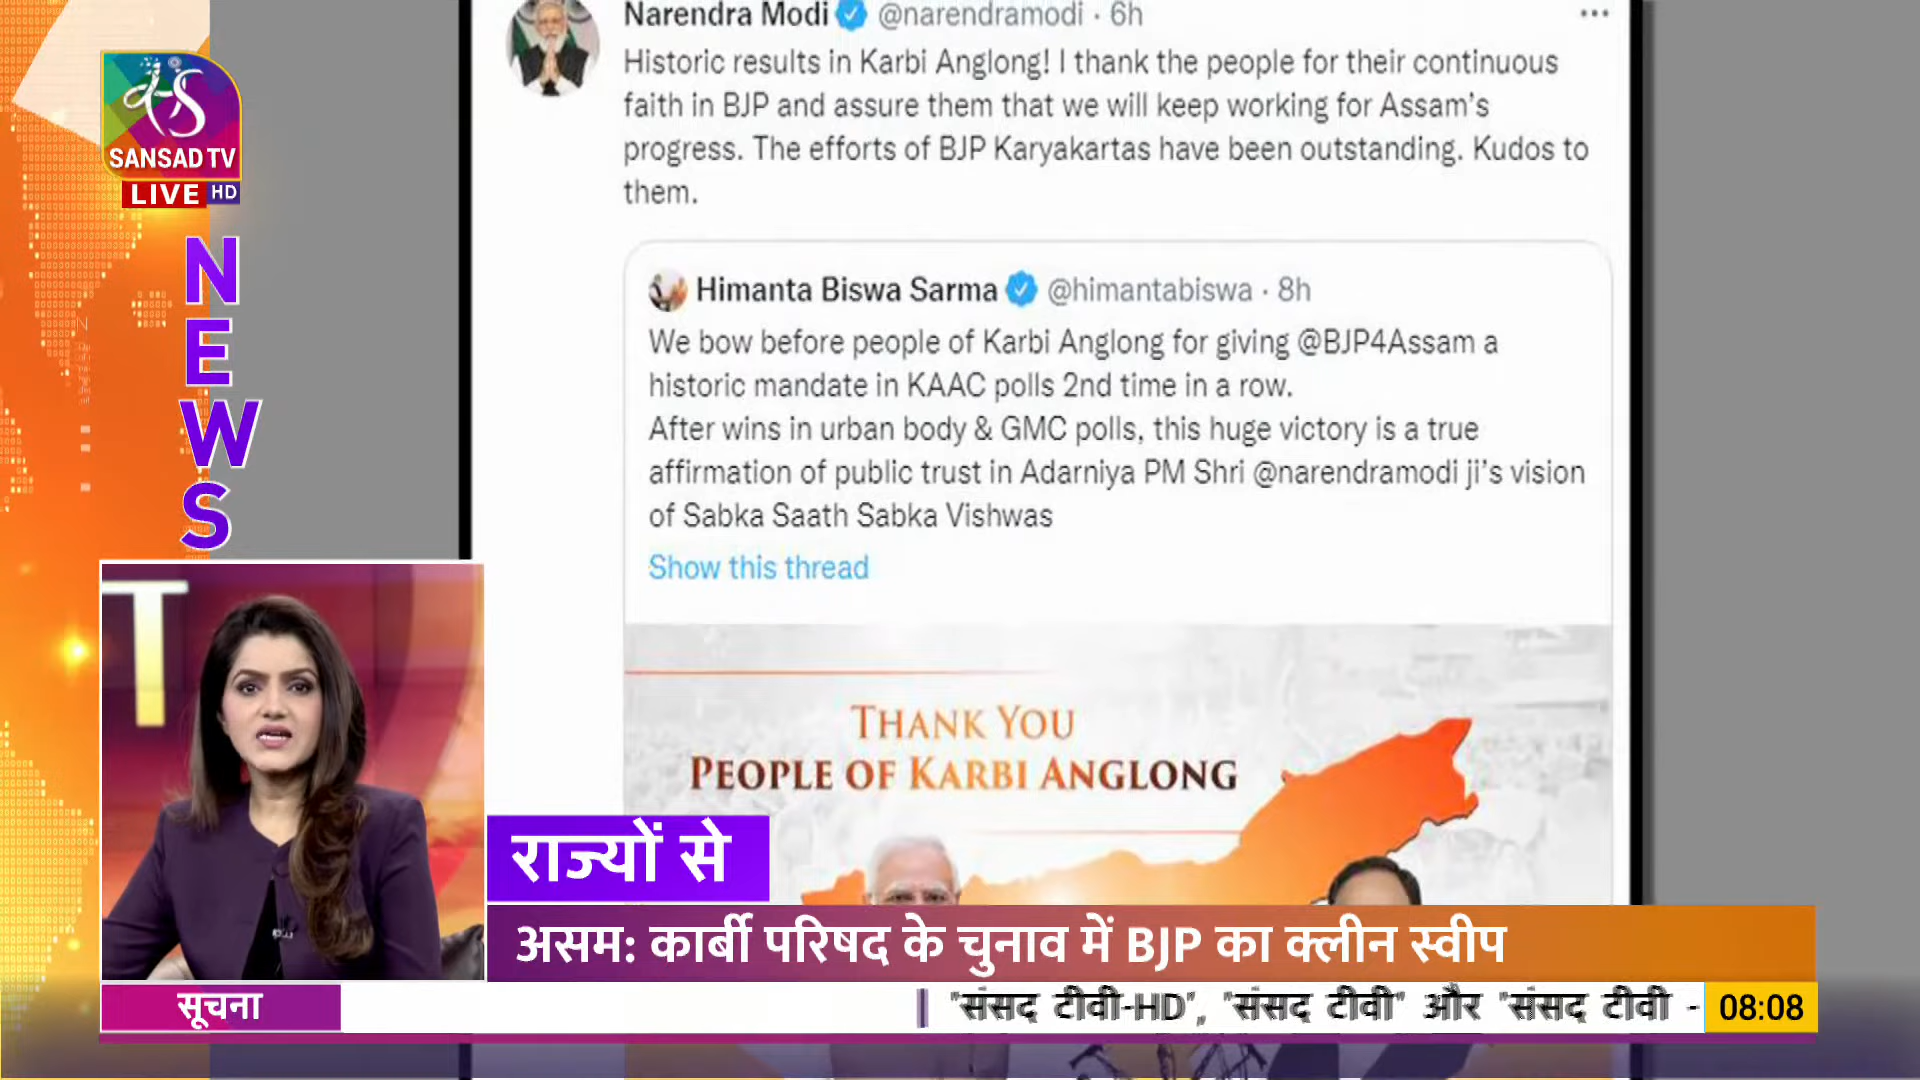 Narendra Modi @narendramodi · 6h
Historic results in Karbi Anglong! I thank the people for their continuous
faith in BJP and assure them that we will keep working for Assam's
progress. The efforts of BJP Karyakartas have been outstanding. Kudos to
them.
Himanta Biswa Sarma @himantabiswa · 8h
We bow before people of Karbi Anglong for giving @BJP4Assam a
historic mandate in KAAC polls 2nd time in a row.
After wins in urban body & GMC polls, this huge victory is a true
affirmation of public trust in Adarniya PM Shri @narendramodi ji's vision
of Sabka Saath Sabka Vishwas
Show this thread
THANK YOU
PEOPLE OF KARBI ANGLONG
SANSAD TV
LIVE HD
NEWS
T
राज्यों से
असम: कार्बी परिषद के चुनाव में BJP का क्लीन स्वीप
सूचना
| "संसद टीवी-HD", "संसद टीवी" और "संसद टीवी -
08:08